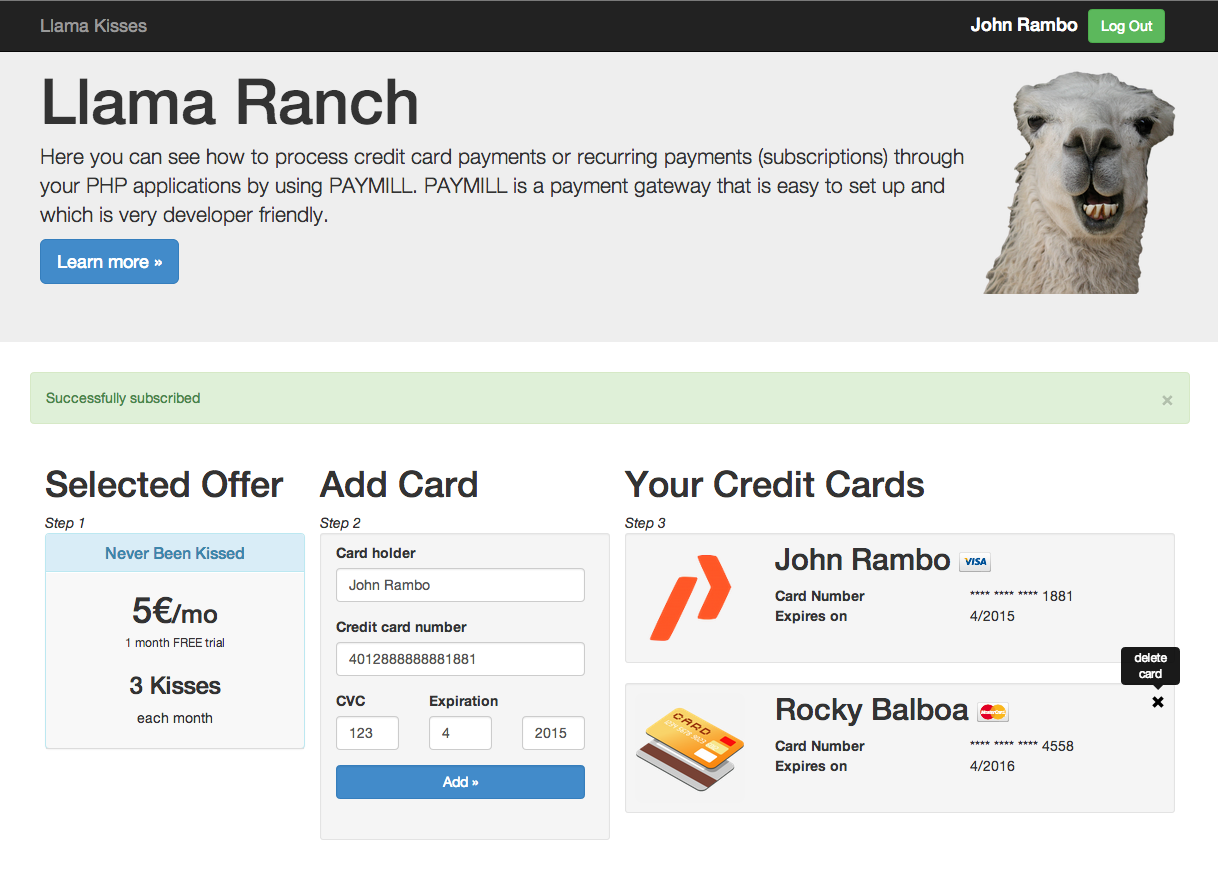 Llama Kisses
John Rambo
Log Out
Llama Ranch
Here you can see how to process credit card payments or recurring payments (subscriptions) through
your PHP applications by using PAYMILL. PAYMILL is a payment gateway that is easy to set up and
which is very developer friendly.
Learn more »
Successfully subscribed
×
Selected Offer
Step 1
Never Been Kissed
5€/mo
1 month FREE trial
3 Kisses
each month
Add Card
Step 2
Card holder
John Rambo
Credit card number
4012888888881881
CVC
Expiration
123
4
2015
Add »
Your Credit Cards
Step 3
John Rambo
VISA
Card Number
**** **** **** 1881
Expires on
4/2015
delete
card
Rocky Balboa
MasterCard
CARD
Card Number
**** **** **** 4558
Expires on
4/2016